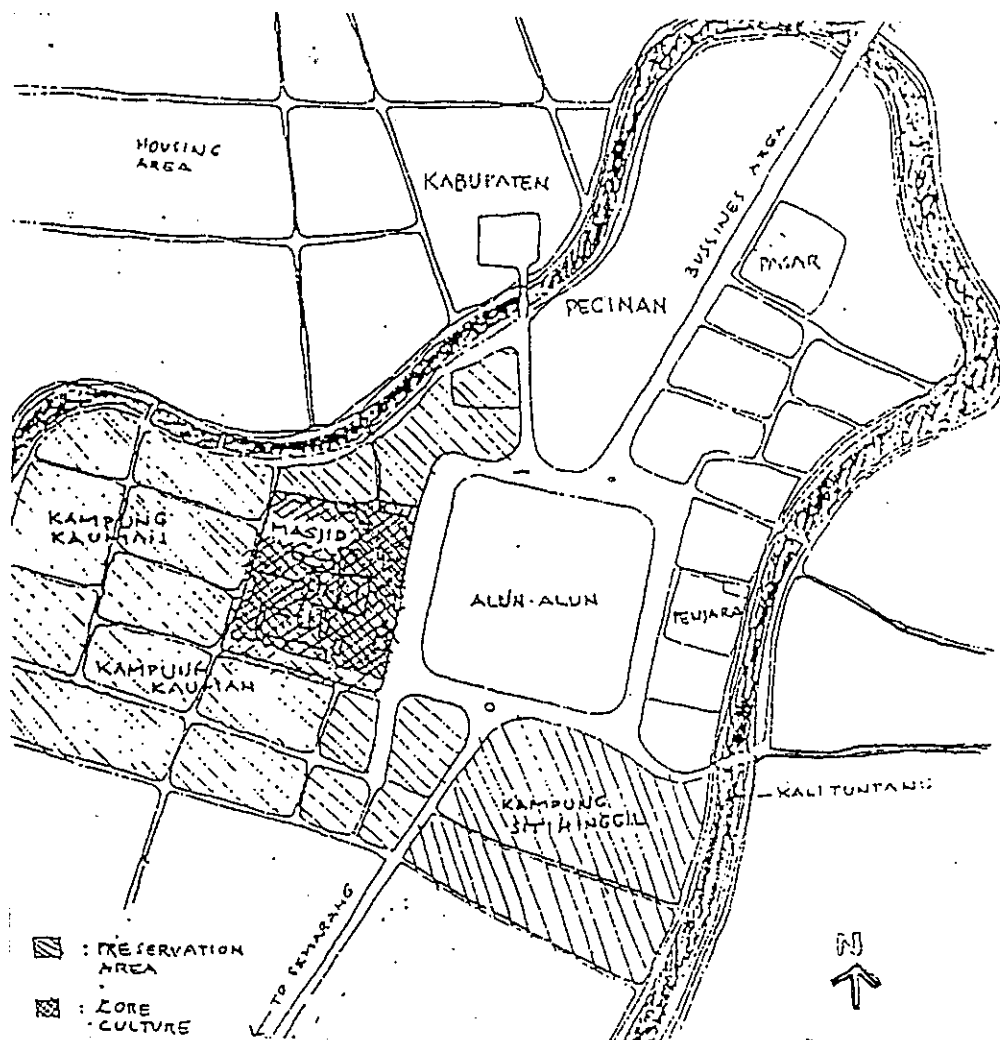 HOUSING
AREA
KABUPATEN
BUSSINES AREA
PASAR
PECINAN
KAMPUNG
KAUMAN
MASJID
ALUN-ALUN
PENJARA
KAMPUNG
KAUMAN
KAMPUNG
SITIHINGGIL
KALI TUNTANG
TO SEMARANG
: PRESERVATION
AREA
: CORE
CULTURE
N